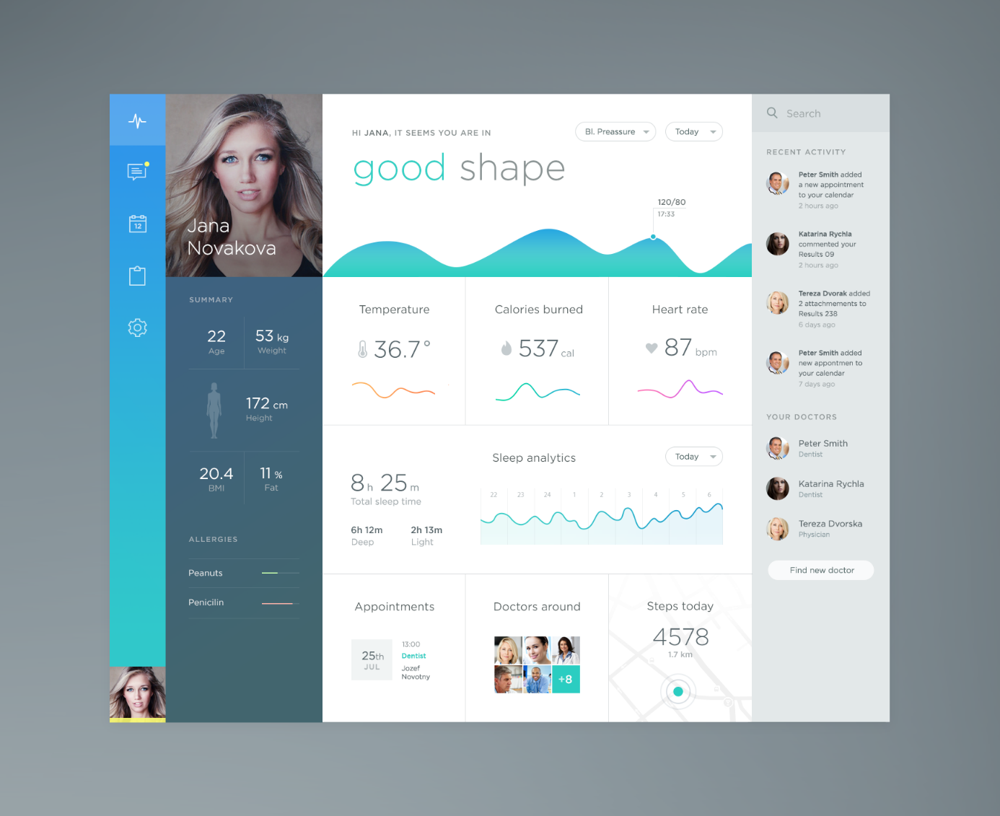 12
Jana
Novakova
SUMMARY
22
Age
53 kg
Weight
172 cm
Height
20.4
BMI
11 %
Fat
ALLERGIES
Peanuts
Penicilin
HI JANA, IT SEEMS YOU ARE IN
good shape
Bl. Preassure
Today
120/80
17:33
Temperature
36.7°
Calories burned
537 cal
Heart rate
87 bpm
Sleep analytics
Today
8h 25m
Total sleep time
6h 12m
Deep
2h 13m
Light
22 23 24 1 2 3 4 5 6
Appointments
25th
JUL
13:00
Dentist
Jozef
Novotny
Doctors around
+8
Steps today
4578
1.7 km
Search
RECENT ACTIVITY
Peter Smith added
a new appointment
to your calendar
2 hours ago
Katarina Rychla
commented your
Results 09
2 hours ago
Tereza Dvorak added
2 attachmements to
Results 238
6 days ago
Peter Smith added
new appointmen to
your calendar
7 days ago
YOUR DOCTORS
Peter Smith
Dentist
Katarina Rychla
Dentist
Tereza Dvorska
Physician
Find new doctor